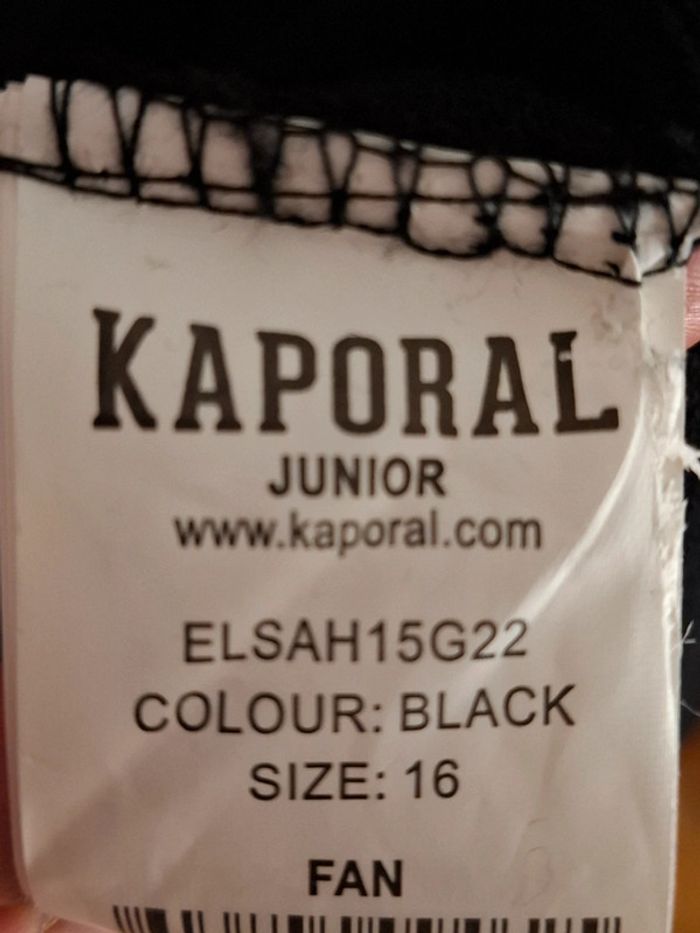 KAPORAL
JUNIOR
www.kaporal.com
ELSAH15G22
COLOUR: BLACK
SIZE: 16
FAN